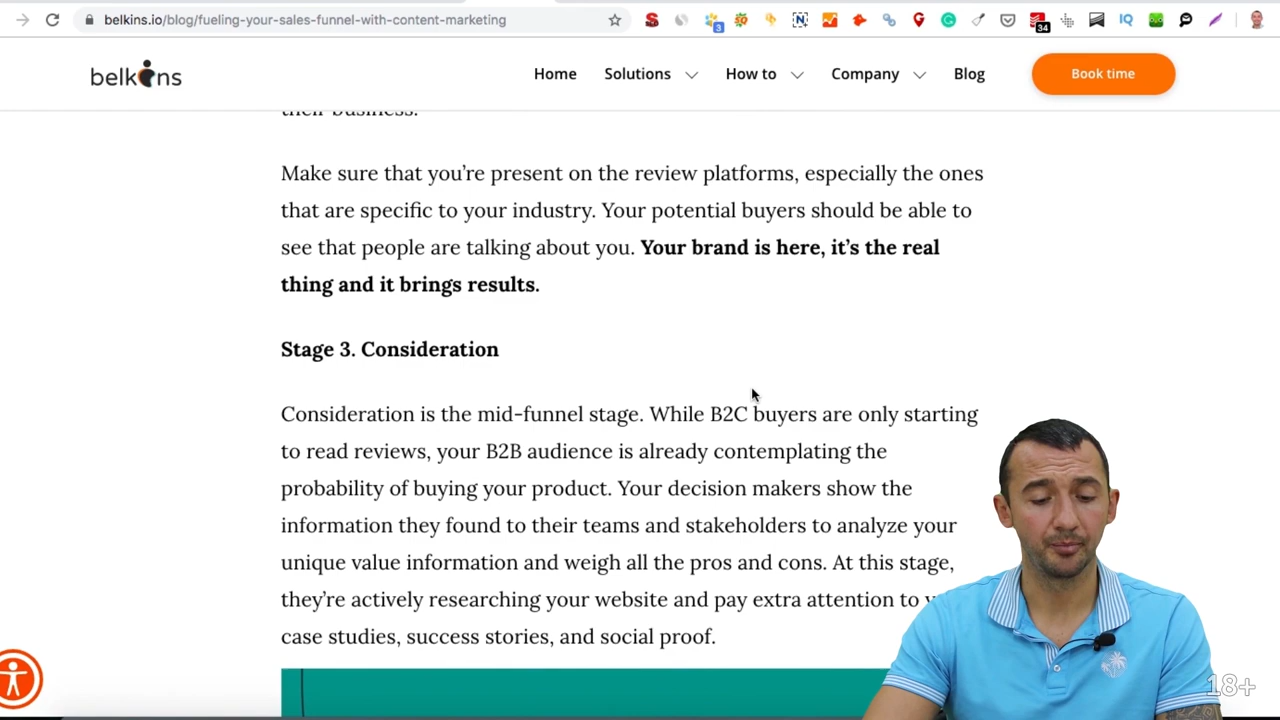 belkins.io/blog/fueling-your-sales-funnel-with-content-marketing
3
34
IQ
belkins
Home
Solutions
How to
Company
Blog
Book time
their business.
Make sure that you’re present on the review platforms, especially the ones
that are specific to your industry. Your potential buyers should be able to
see that people are talking about you. Your brand is here, it’s the real
thing and it brings results.
Stage 3. Consideration
Consideration is the mid-funnel stage. While B2C buyers are only starting
to read reviews, your B2B audience is already contemplating the
probability of buying your product. Your decision makers show the
information they found to their teams and stakeholders to analyze your
unique value information and weigh all the pros and cons. At this stage,
they’re actively researching your website and pay extra attention to
case studies, success stories, and social proof.
18+